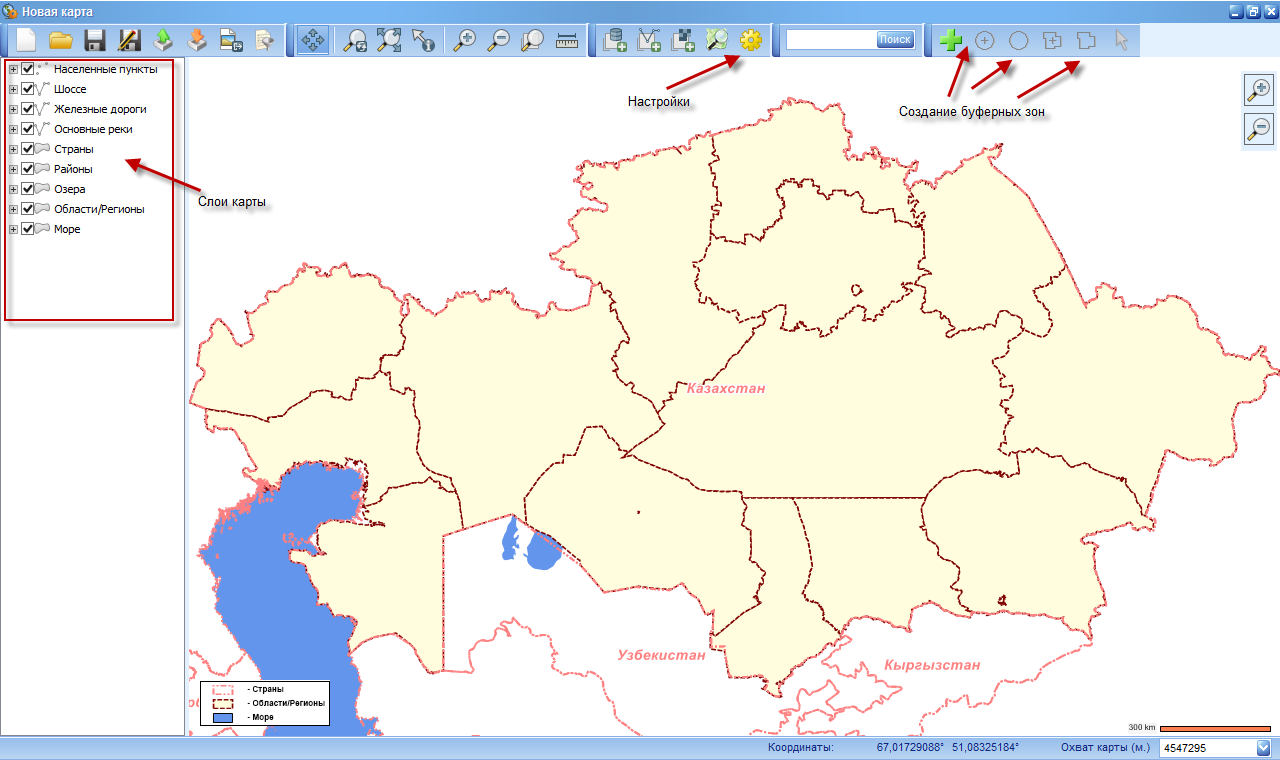 Новая карта
Поиск
Населенные пункты
Шоссе
Железные дороги
Основные реки
Страны
Районы
Озера
Области/Регионы
Море
Слои карты
Настройки
Создание буферных зон
Казахстан
Узбекистан
Кыргызстан
- Страны
- Области/Регионы
- Море
300 km
Координаты: 67,01729088° 51,08325184° Охват карты (м.) 4547295